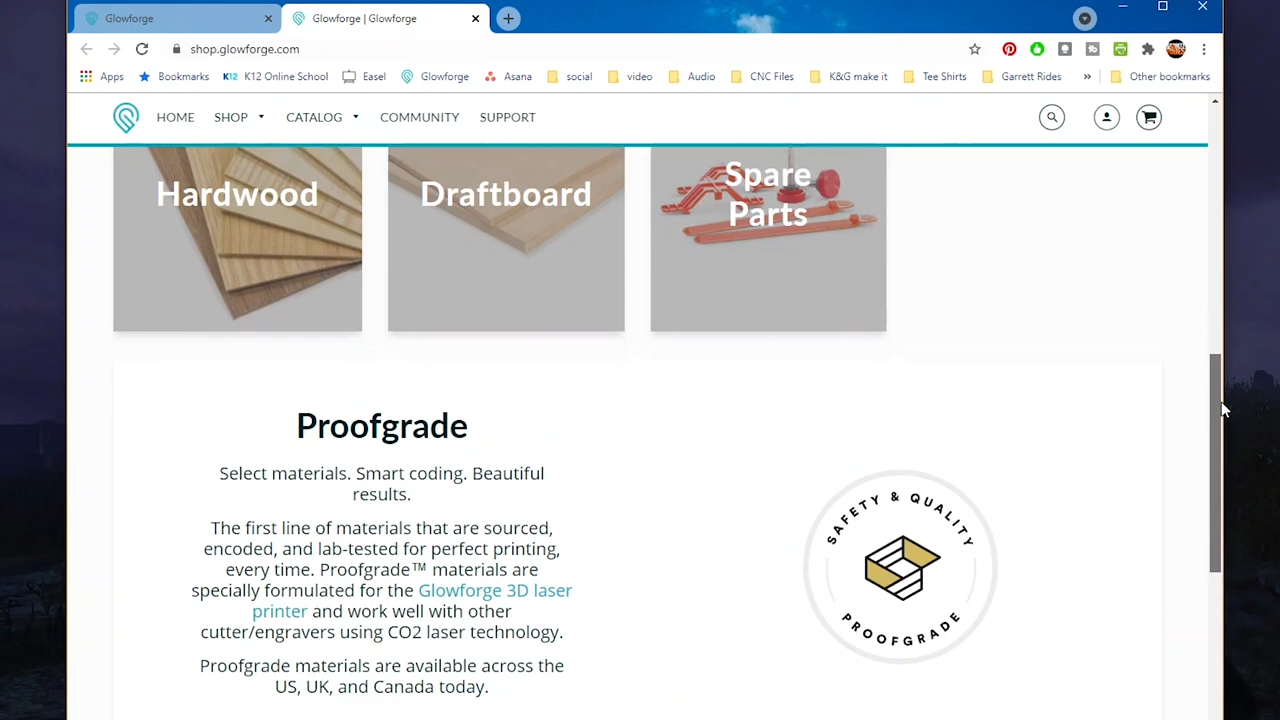 Glowforge
Glowforge | Glowforge
shop.glowforge.com
Apps
Bookmarks
K12 K12 Online School
Easel
Glowforge
Asana
social
video
Audio
CNC Files
K&G make it
Tee Shirts
Garrett Rides
»
Other bookmarks
HOME
SHOP
CATALOG
COMMUNITY
SUPPORT
Hardwood
Draftboard
Spare
Parts
Proofgrade
Select materials. Smart coding. Beautiful
results.
The first line of materials that are sourced,
encoded, and lab-tested for perfect printing,
every time. Proofgrade™ materials are
specially formulated for the Glowforge 3D laser
printer and work well with other
cutter/engravers using CO2 laser technology.
Proofgrade materials are available across the
US, UK, and Canada today.
SAFETY & QUALITY
PROOFGRADE